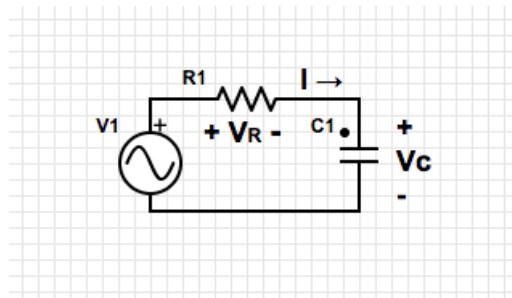 R1
I →
V1
+
+ VR -
C1
+
Vc
-